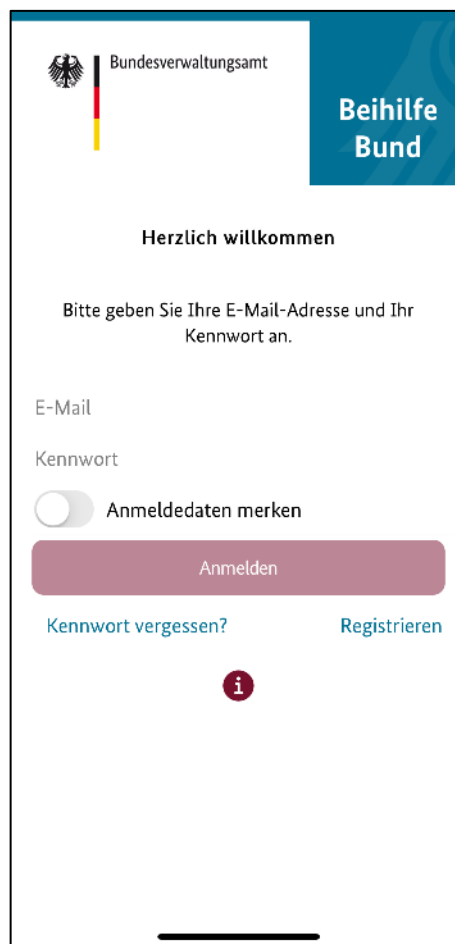 Bundesverwaltungsamt
Beihilfe
Bund
Herzlich willkommen
Bitte geben Sie Ihre E-Mail-Adresse und Ihr
Kennwort an.
E-Mail
Kennwort
Anmeldedaten merken
Anmelden
Kennwort vergessen? Registrieren
i